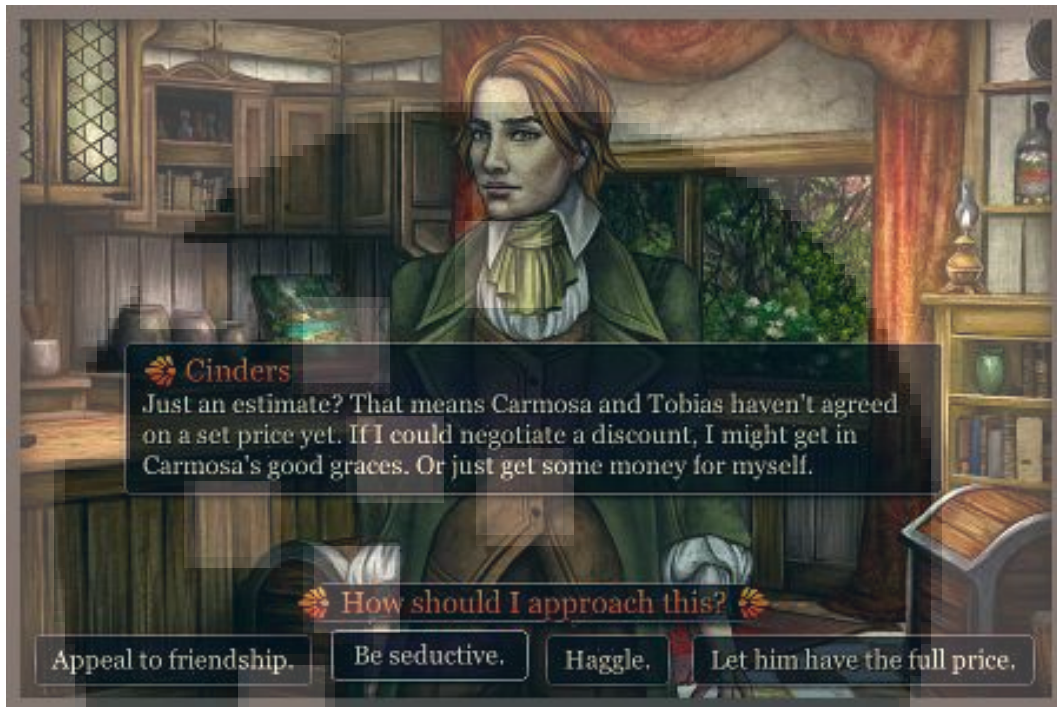 Cinders
Just an estimate? That means Carmosa and Tobias haven't agreed
on a set price yet. If I could negotiate a discount, I might get in
Carmosa's good graces. Or just get some money for myself.
How should I approach this?
Appeal to friendship.
Be seductive.
Haggle.
Let him have the full price.